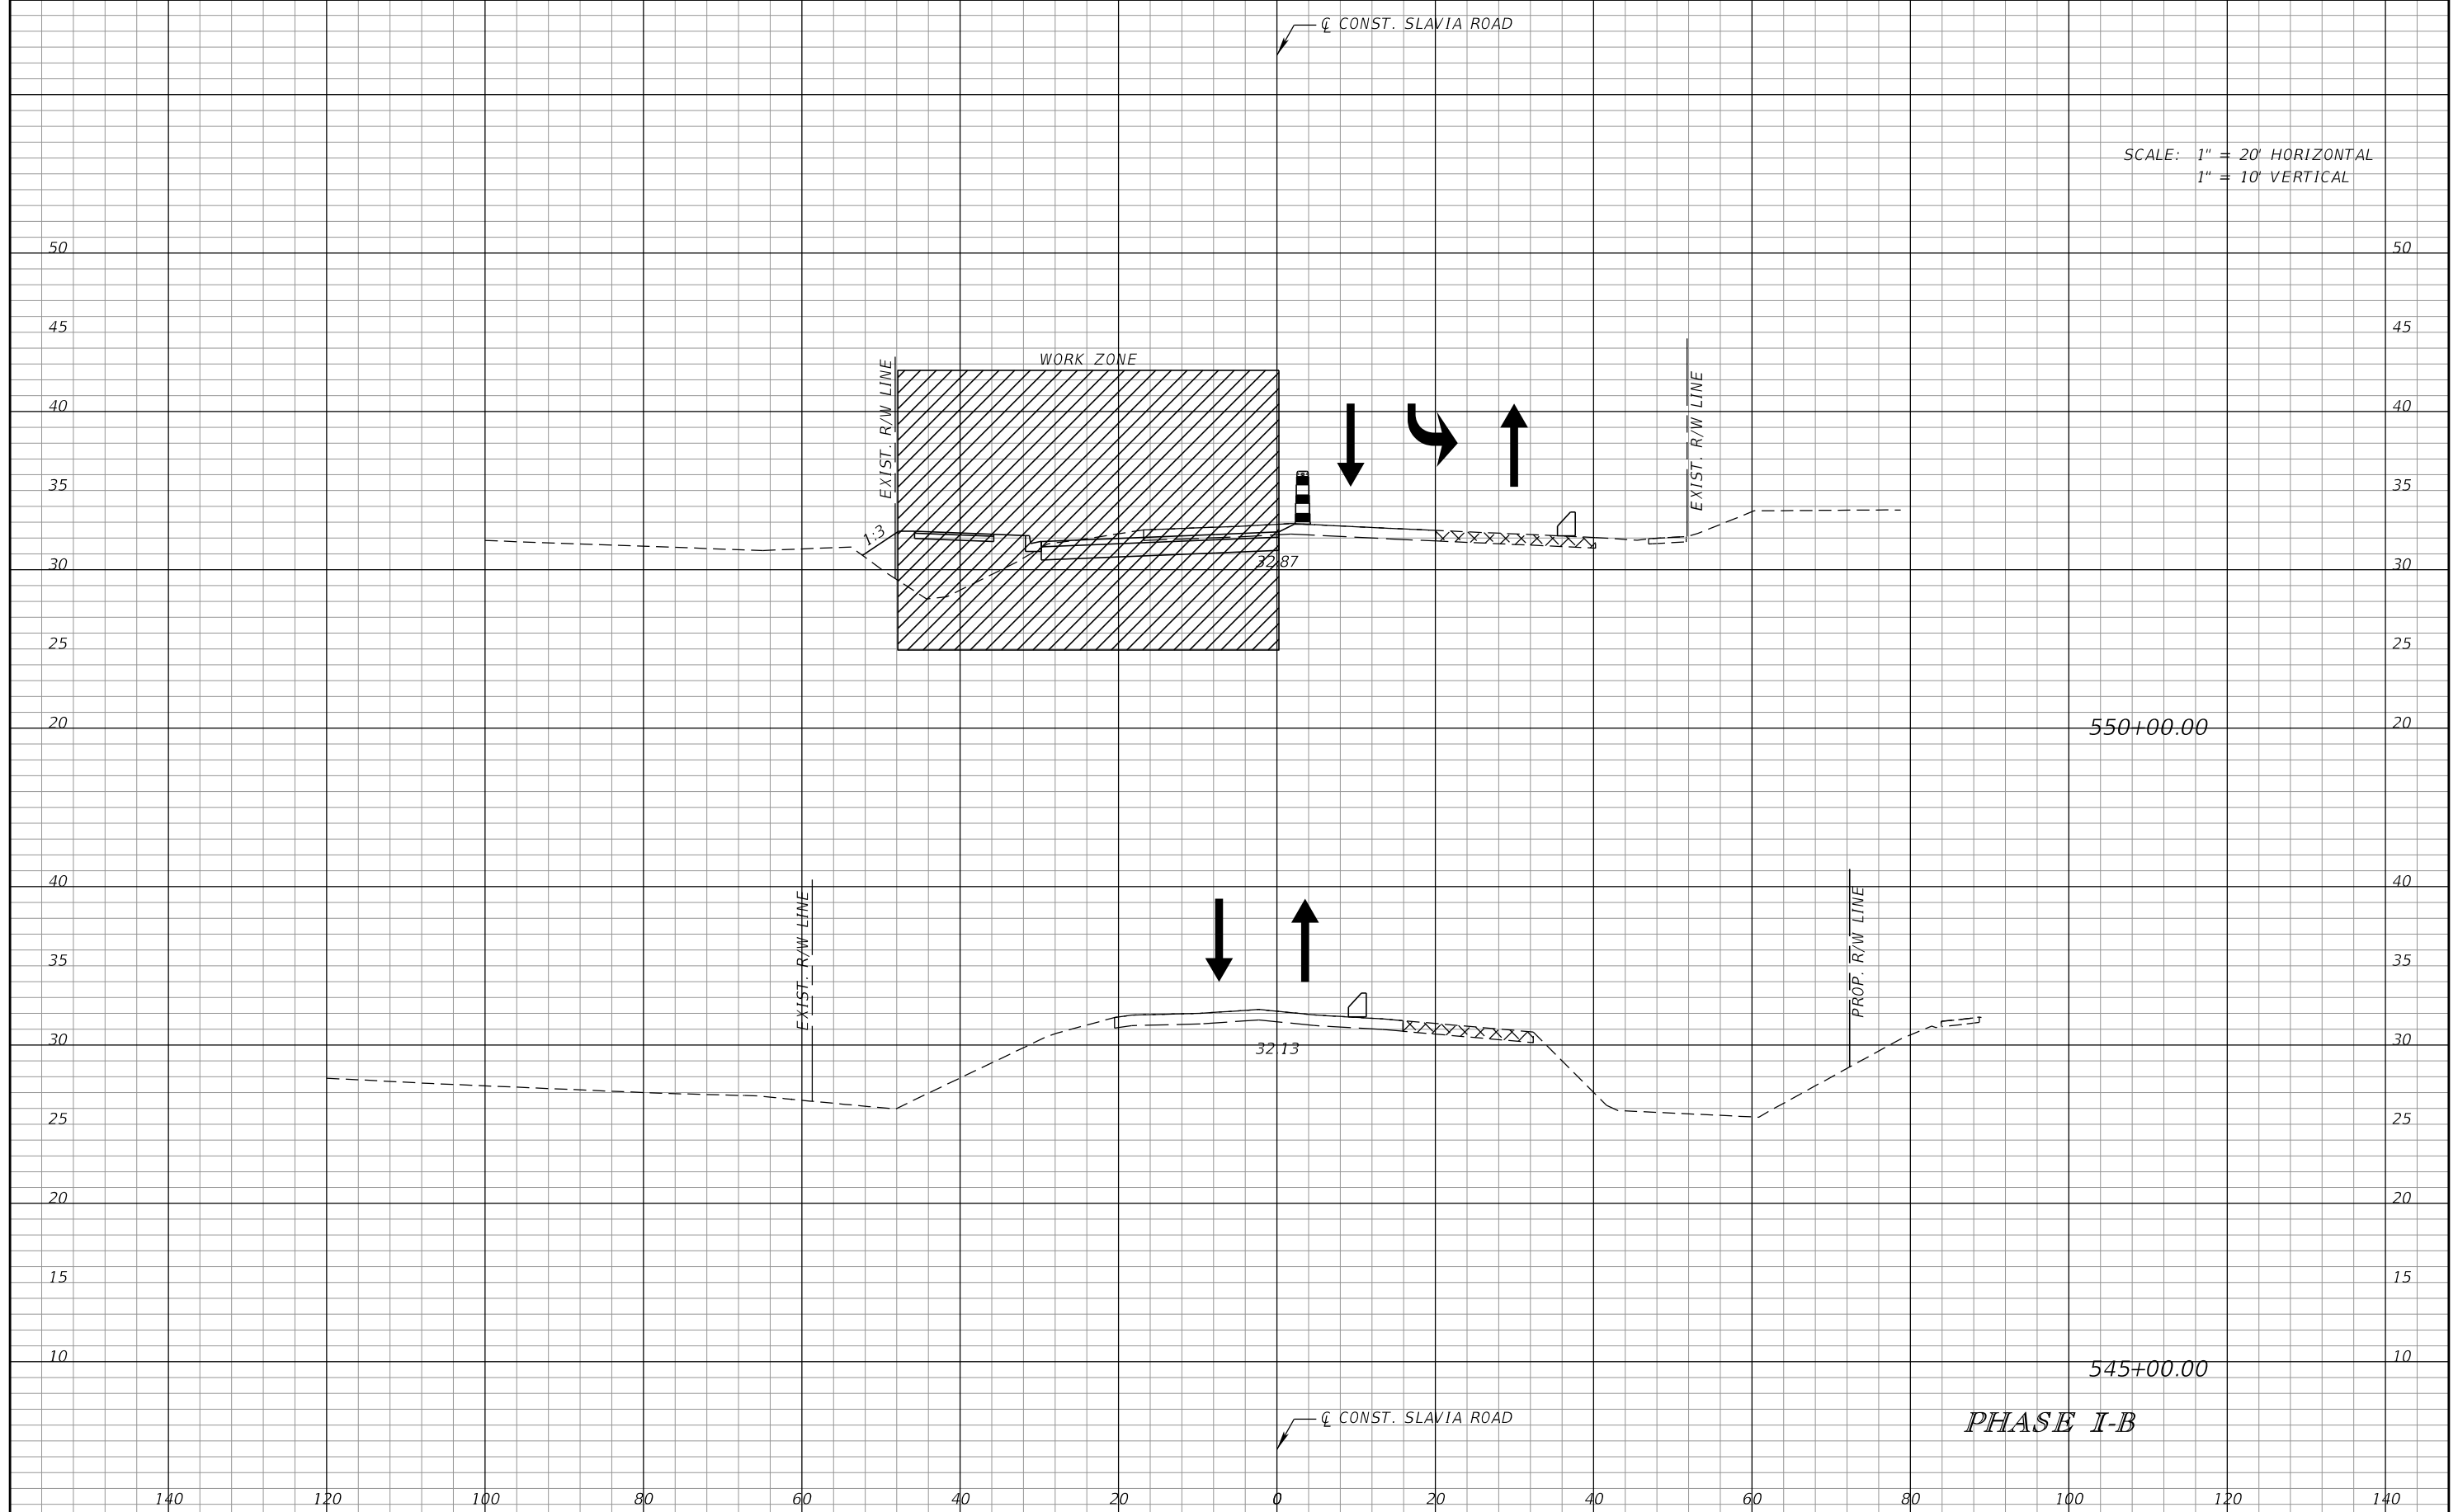 ℄ CONST. SLAVIA ROAD
SCALE: 1" = 20' HORIZONTAL
1" = 10' VERTICAL
50 50
45 45
WORK ZONE
EXIST. R/W LINE
EXIST. R/W LINE
40 40
35 35
1:3
32.87
30 30
25 25
20 20
550+00.00
40 40
EXIST. R/W LINE
PROP. R/W LINE
35 35
30 30
32.13
25 25
20 20
15 15
10 10
545+00.00
℄ CONST. SLAVIA ROAD
PHASE I-B
140 120 100 80 60 40 20 0 20 40 60 80 100 120 140